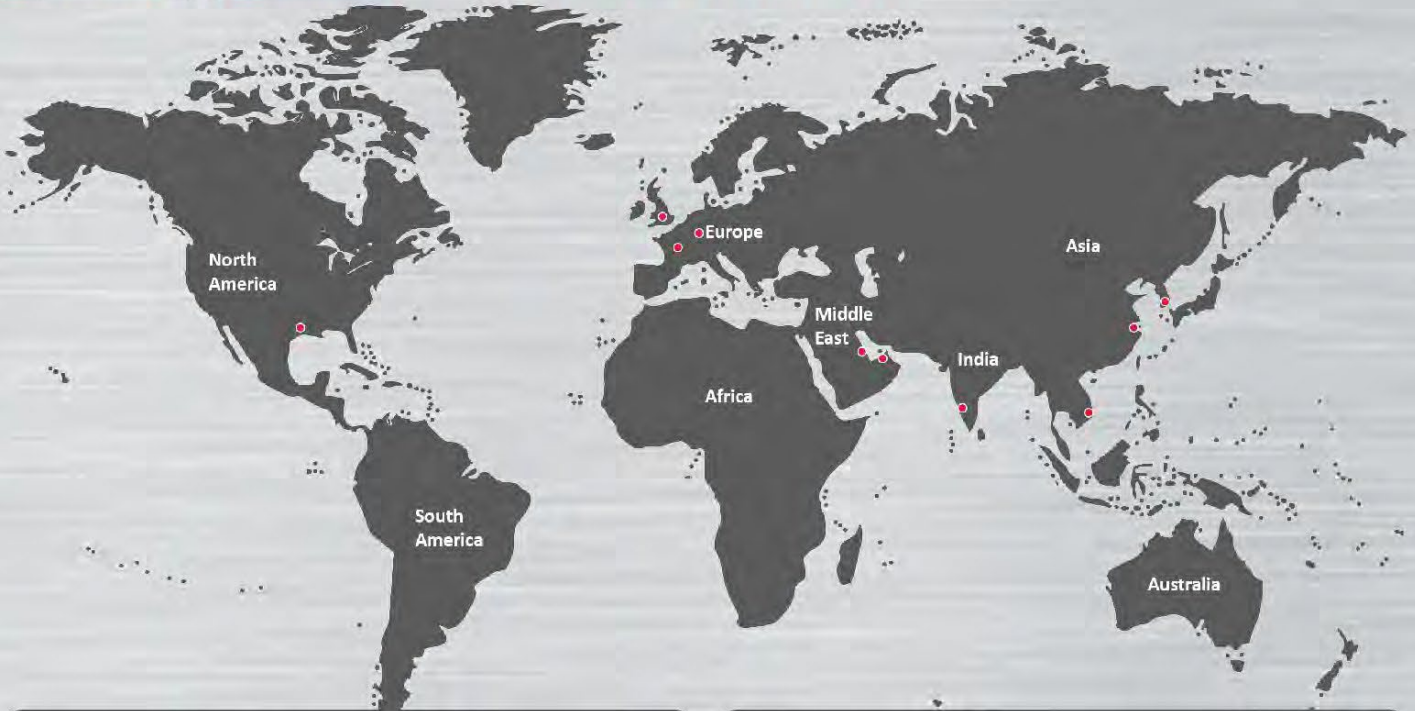 North
America
Europe
Asia
Middle
East
India
Africa
South
America
Australia